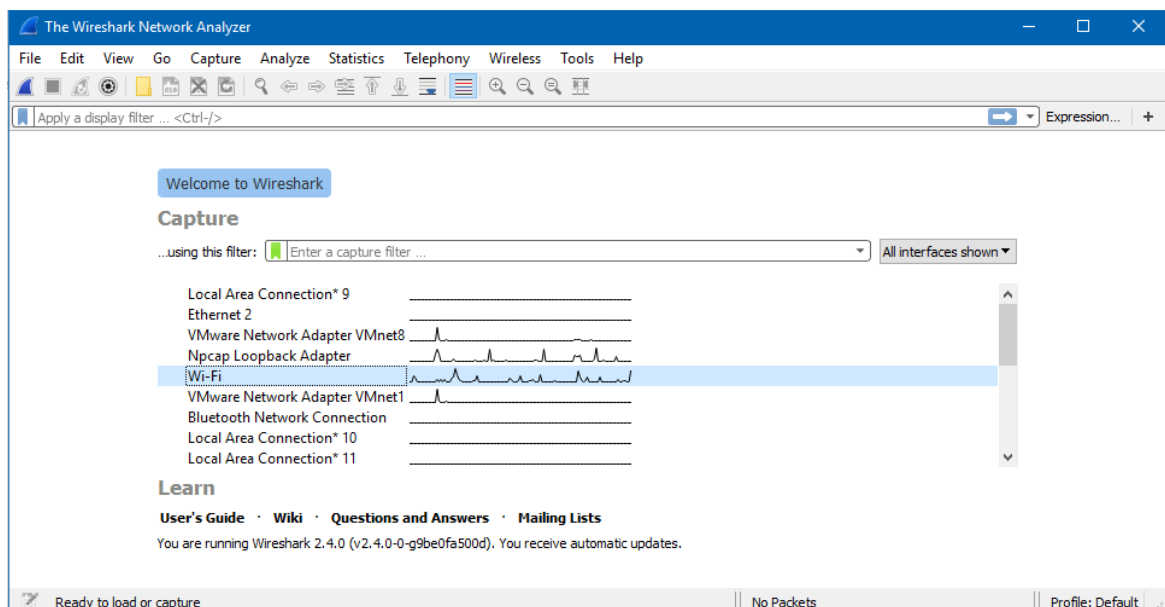 The Wireshark Network Analyzer
File Edit View Go Capture Analyze Statistics Telephony Wireless Tools Help
Apply a display filter ... <Ctrl-/> Expression... +
Welcome to Wireshark
Capture
...using this filter: Enter a capture filter ... All interfaces shown
Local Area Connection* 9
Ethernet 2
VMware Network Adapter VMnet8
Npcap Loopback Adapter
Wi-Fi
VMware Network Adapter VMnet1
Bluetooth Network Connection
Local Area Connection* 10
Local Area Connection* 11
Learn
User's Guide · Wiki · Questions and Answers · Mailing Lists
You are running Wireshark 2.4.0 (v2.4.0-0-g9be0fa500d). You receive automatic updates.
Ready to load or capture No Packets Profile: Default